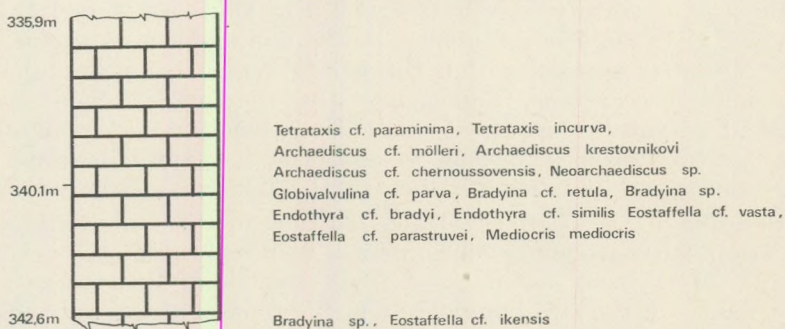 335,9m
Tetrataxis cf. paraminima, Tetrataxis incurva,
Archaediscus cf. mölleri, Archaediscus krestovnikovi
Archaediscus cf. chernoussovensis, Neoarchaediscus sp.
340.1m
Globivalvulina cf. parva, Bradyina cf. retula, Bradyina sp.
Endothyra cf. bradyi, Endothyra cf. similis Eostaffella cf. vasta,
Eostaffella cf. parastruvei, Mediocris mediocris
342,6m
Bradyina sp., Eostaffella cf. ikensis